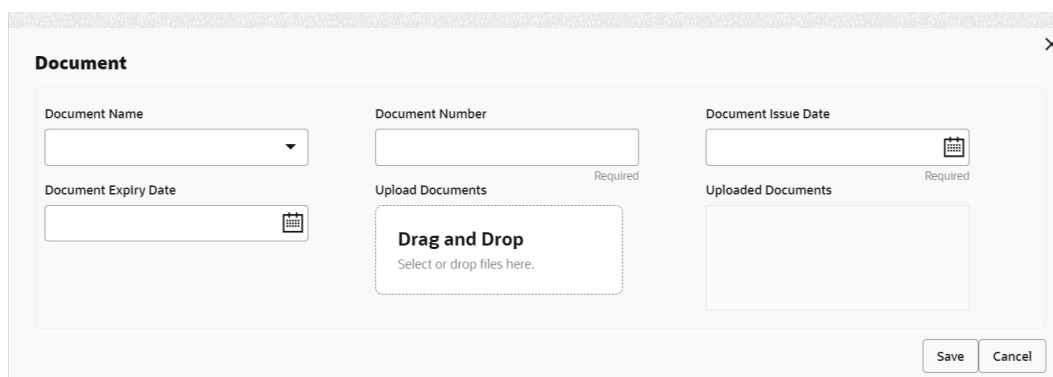 Document
Document Name
Document Number
Document Issue Date
Required
Required
Document Expiry Date
Upload Documents
Uploaded Documents
Drag and Drop
Select or drop files here.
Save
Cancel